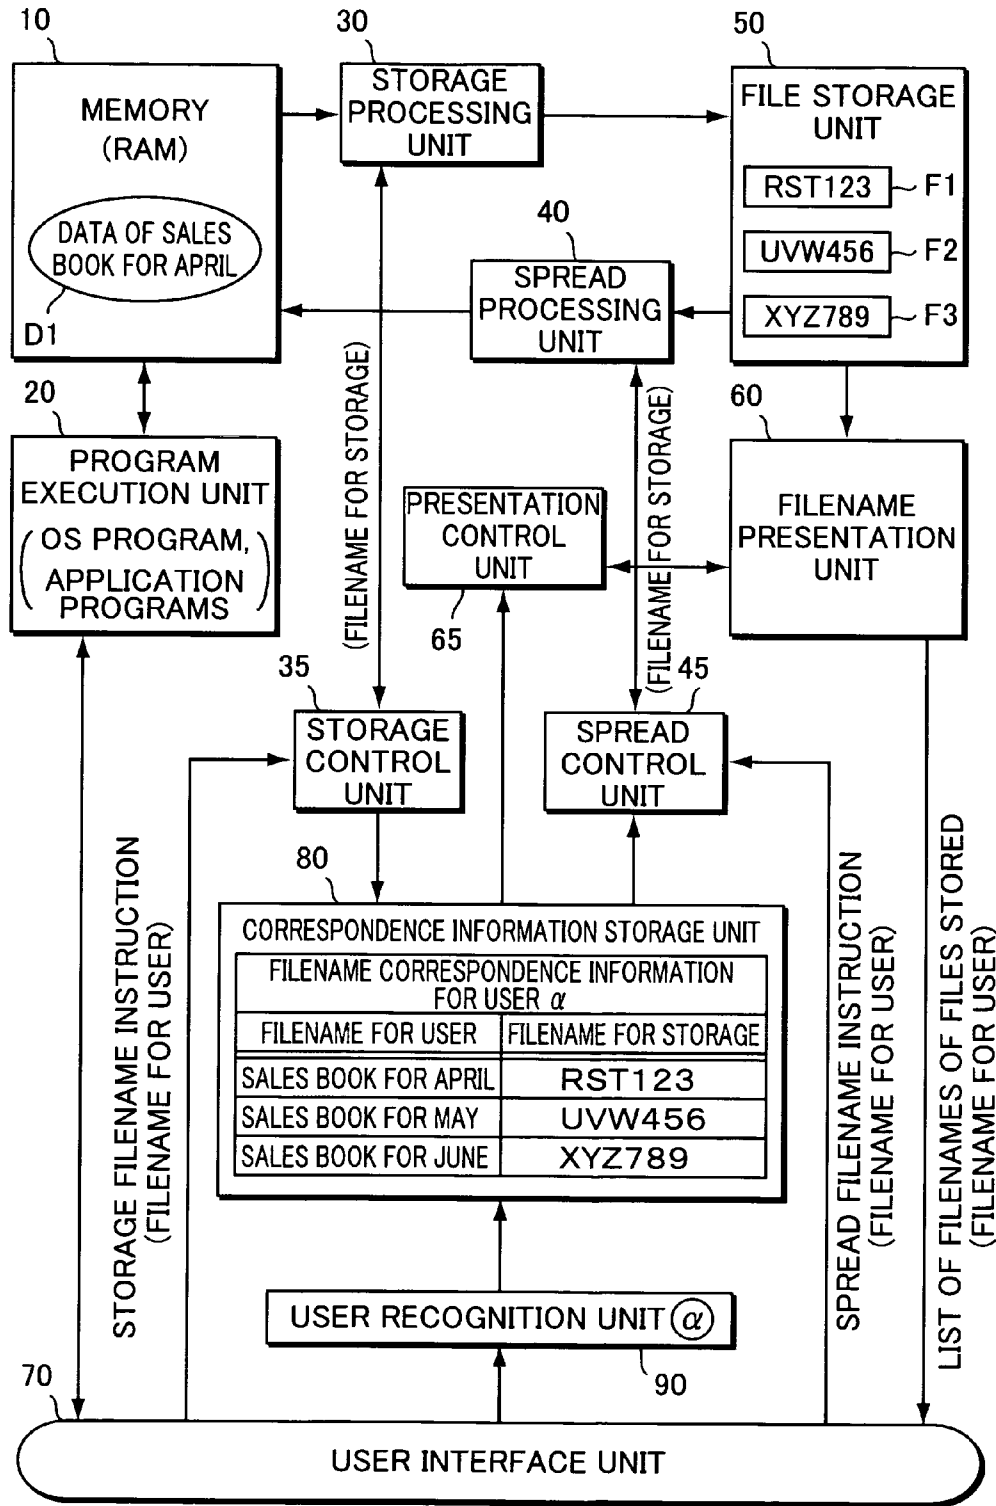 10
30
50
MEMORY
(RAM)
DATA OF SALES
BOOK FOR APRIL
D1
STORAGE
PROCESSING
UNIT
FILE STORAGE
UNIT
RST123
F1
UVW456
F2
XYZ789
F3
40
SPREAD
PROCESSING
UNIT
20
PROGRAM
EXECUTION UNIT
OS PROGRAM,
APPLICATION
PROGRAMS
(FILENAME FOR STORAGE)
(FILENAME FOR STORAGE)
PRESENTATION
CONTROL
UNIT
65
60
FILENAME
PRESENTATION
UNIT
35
STORAGE
CONTROL
UNIT
45
SPREAD
CONTROL
UNIT
80
CORRESPONDENCE INFORMATION STORAGE UNIT
FILENAME CORRESPONDENCE INFORMATION
FOR USER α
FILENAME FOR USER FILENAME FOR STORAGE
SALES BOOK FOR APRIL RST123
SALES BOOK FOR MAY UVW456
SALES BOOK FOR JUNE XYZ789
STORAGE FILENAME INSTRUCTION
(FILENAME FOR USER)
SPREAD FILENAME INSTRUCTION
(FILENAME FOR USER)
LIST OF FILENAMES OF FILES STORED
(FILENAME FOR USER)
USER RECOGNITION UNIT α
90
70
USER INTERFACE UNIT